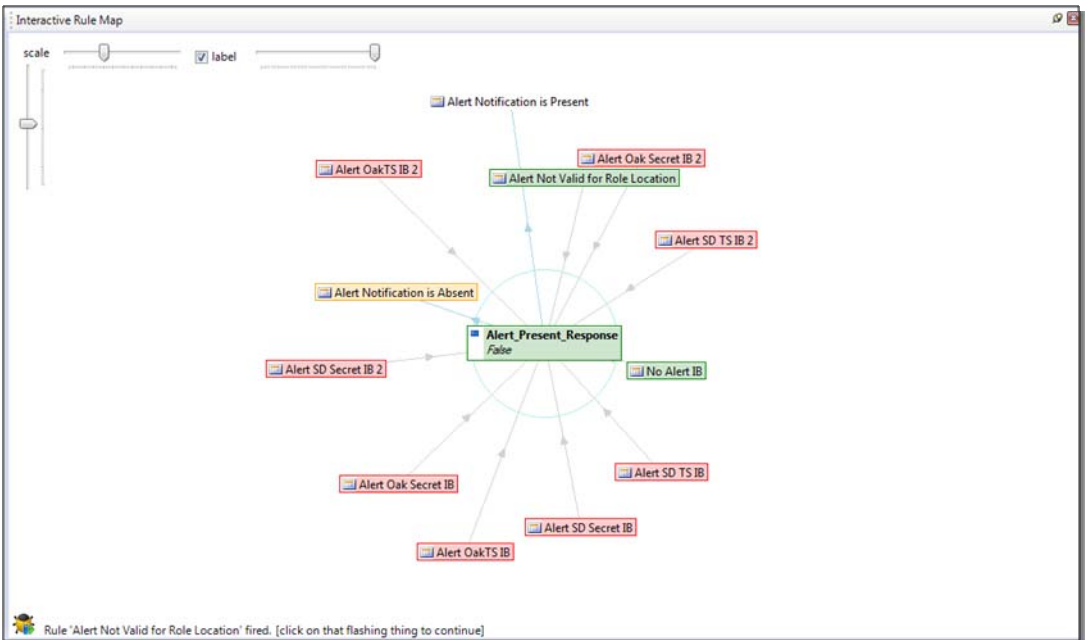 Interactive Rule Map
scale
label
Alert Notification is Present
Alert Oak Secret IB 2
Alert OakTS IB 2
Alert Not Valid for Role Location
Alert SD TS IB 2
Alert Notification is Absent
Alert_Present_Response
False
Alert SD Secret IB 2
No Alert IB
Alert SD TS IB
Alert Oak Secret IB
Alert SD Secret IB
Alert OakTS IB
Rule 'Alert Not Valid for Role Location' fired. [click on that flashing thing to continue]